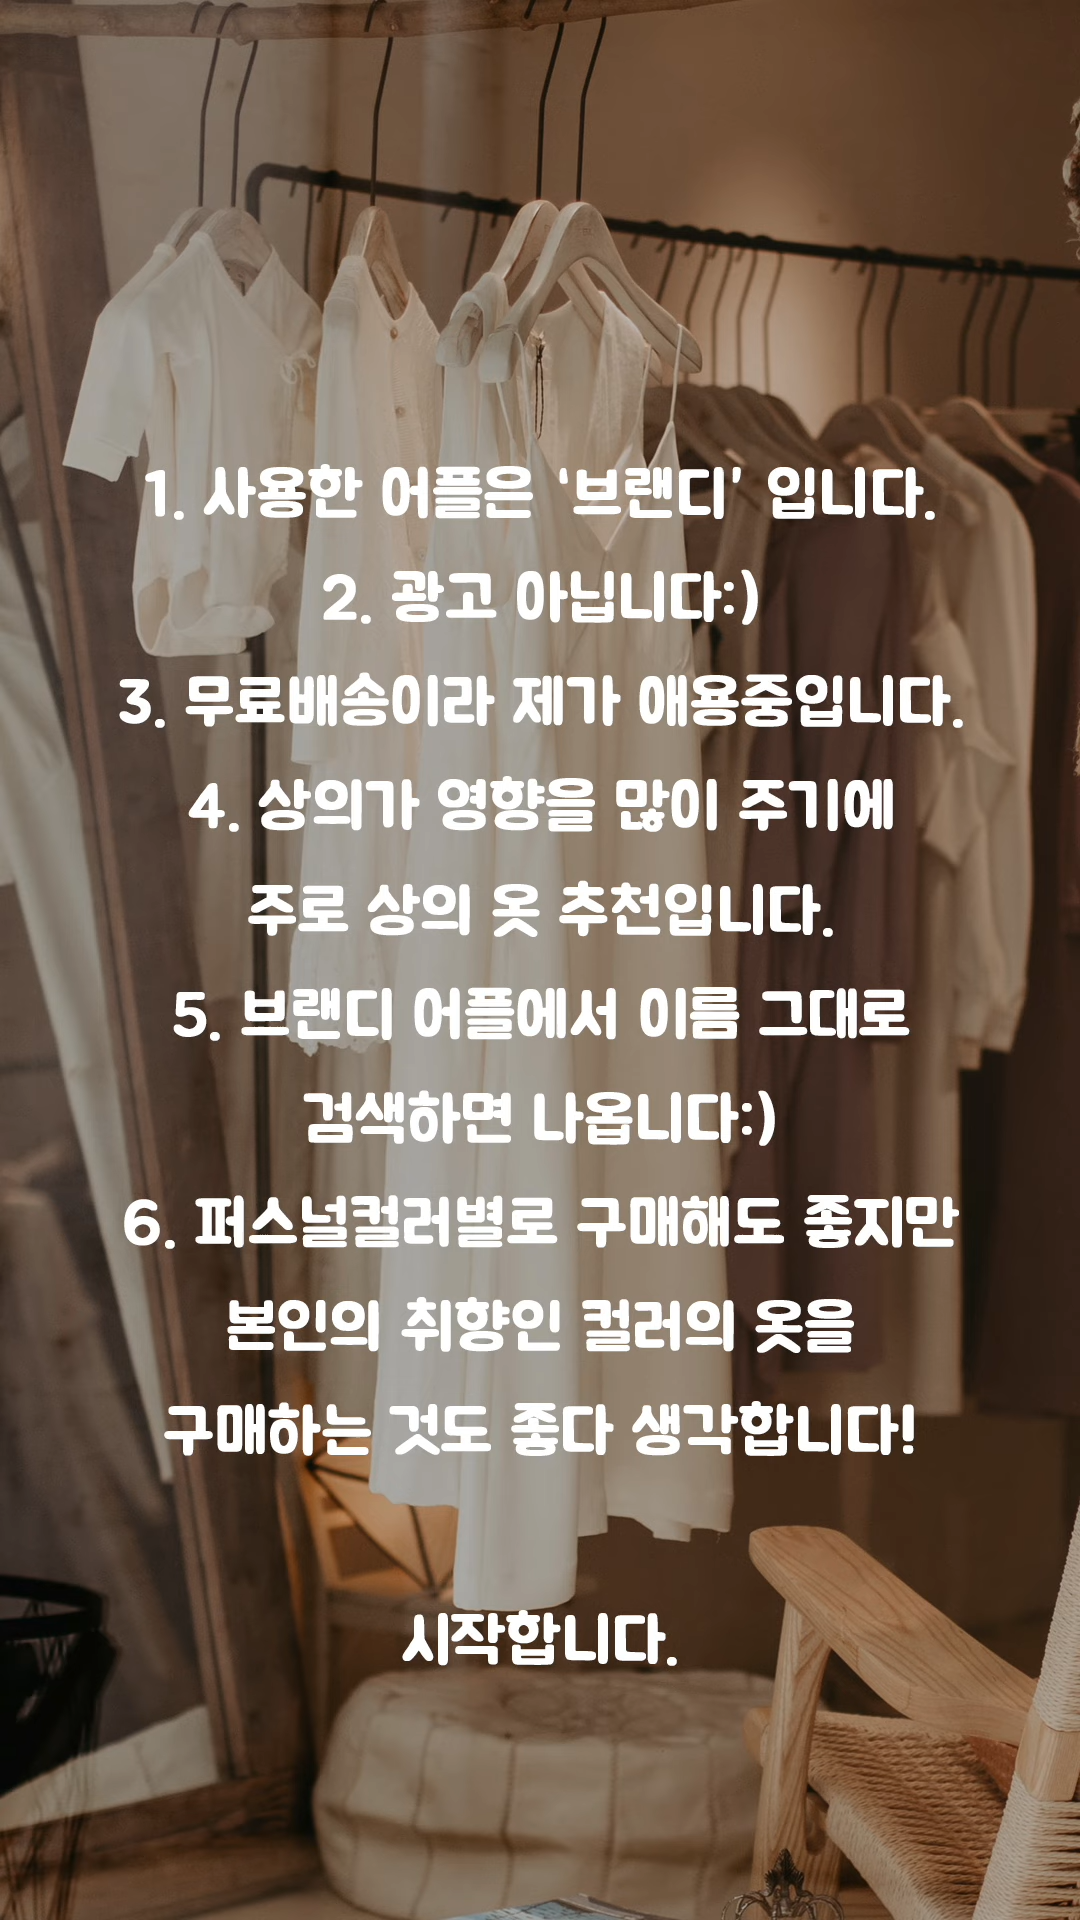 1. 사용한 어플은 ‘브랜디’ 입니다.
2. 광고 아닙니다:)
3. 무료배송이라 제가 애용중입니다.
4. 상의가 영향을 많이 주기에
주로 상의 옷 추천입니다.
5. 브랜디 어플에서 이름 그대로
검색하면 나옵니다:)
6. 퍼스널컬러별로 구매해도 좋지만
본인의 취향인 컬러의 옷을
구매하는 것도 좋다 생각합니다!
시작합니다.